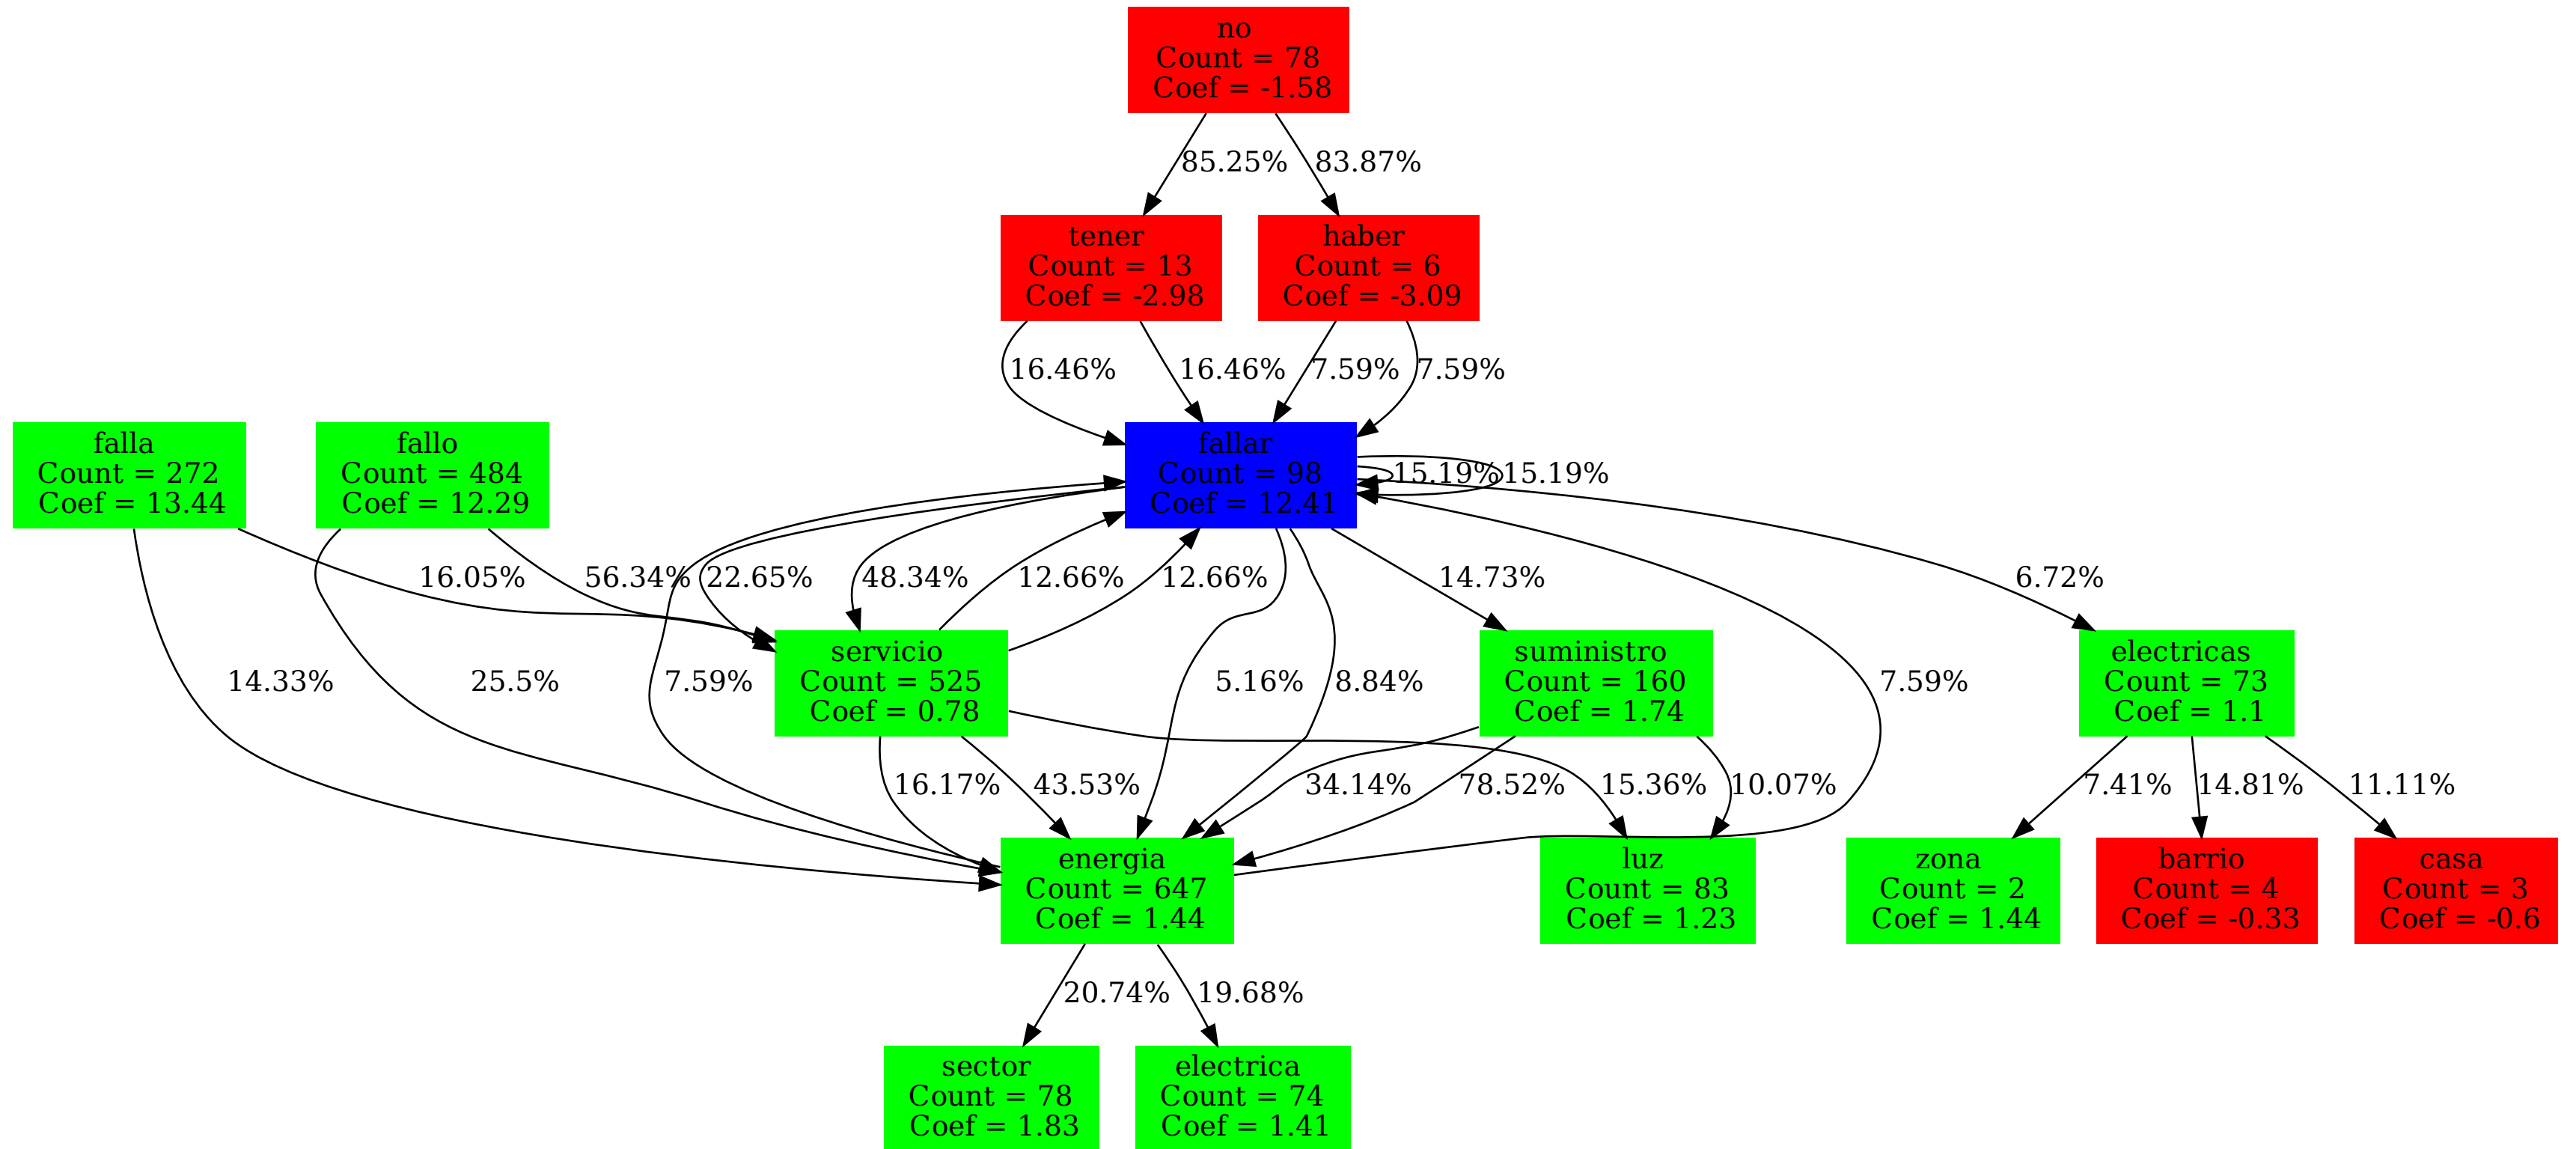 no
Count = 78
Coef = -1.58
85.25%
83.87%
tener
Count = 13
Coef = -2.98
haber
Count = 6
Coef = -3.09
16.46%
16.46%
7.59%
7.59%
falla
Count = 272
Coef = 13.44
fallo
Count = 484
Coef = 12.29
fallar
Count = 98
Coef = 12.41
15.19%
15.19%
16.05%
56.34%
22.65%
48.34%
12.66%
12.66%
14.73%
6.72%
servicio
Count = 525
Coef = 0.78
suministro
Count = 160
Coef = 1.74
electricas
Count = 73
Coef = 1.1
14.33%
25.5%
7.59%
5.16%
8.84%
7.59%
16.17%
43.53%
34.14%
78.52%
15.36%
10.07%
7.41%
14.81%
11.11%
energia
Count = 647
Coef = 1.44
luz
Count = 83
Coef = 1.23
zona
Count = 2
Coef = 1.44
barrio
Count = 4
Coef = -0.33
casa
Count = 3
Coef = -0.6
20.74%
19.68%
sector
Count = 78
Coef = 1.83
electrica
Count = 74
Coef = 1.41